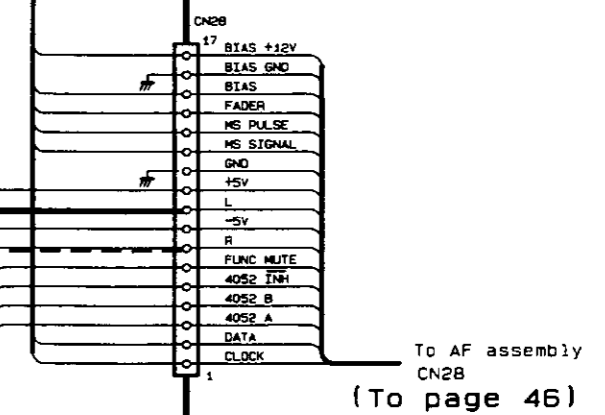 CN28
17
BIAS +12V
BIAS GND
BIAS
FADER
MS PULSE
MS SIGNAL
GND
+5V
L
-5V
R
FUNC MUTE
4052 INH
4052 B
4052 A
DATA
CLOCK
1
To AF assembly
CN28
(To page 46)